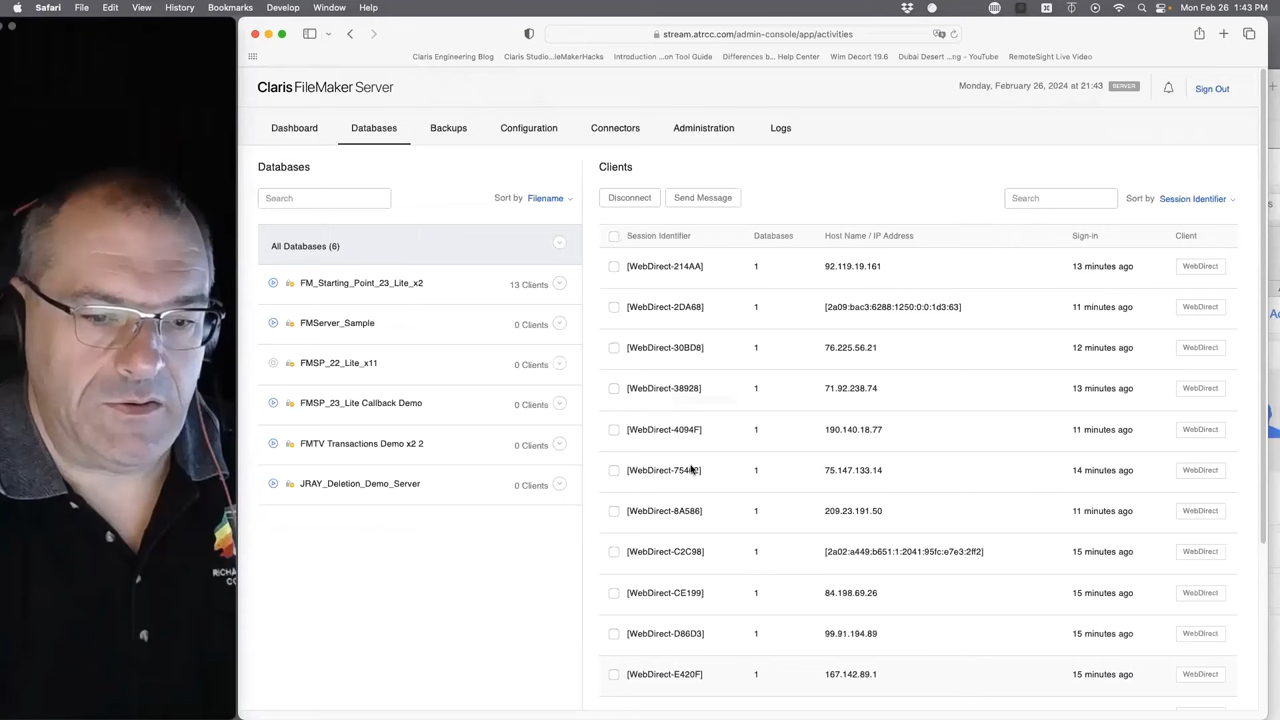 Safari File Edit View History Bookmarks Develop Window Help Mon Feb 26 1:43 PM
stream.atrcc.com/admin-console/app/activities
Claris Engineering Blog Claris Studio...leMakerHacks Introduction ...on Tool Guide Differences b... Help Center Wim Decort 19.6 Dubai Desert ...ng - YouTube RemoteSight Live Video
Claris FileMaker Server
Monday, February 26, 2024 at 21:43 SERVER Sign Out
Dashboard Databases Backups Configuration Connectors Administration Logs
Databases
Search Sort by Filename
All Databases (6)
FM_Starting_Point_23_Lite_x2 13 Clients
FMServer_Sample 0 Clients
FMSP_22_Lite_x11 0 Clients
FMSP_23_Lite Callback Demo 0 Clients
FMTV Transactions Demo x2 2 0 Clients
JRAY_Deletion_Demo_Server 0 Clients
Clients
Disconnect Send Message Search Sort by Session Identifier
Session Identifier Databases Host Name / IP Address Sign-in Client
[WebDirect-214AA] 1 92.119.19.161 13 minutes ago WebDirect
[WebDirect-2DA68] 1 [2a09:bac3:6288:1250:0:0:1d3:63] 11 minutes ago WebDirect
[WebDirect-30BD8] 1 76.225.56.21 12 minutes ago WebDirect
[WebDirect-38928] 1 71.92.238.74 13 minutes ago WebDirect
[WebDirect-4094F] 1 190.140.18.77 11 minutes ago WebDirect
1 75.147.133.14 14 minutes ago WebDirect
[WebDirect-8A586] 1 209.23.191.50 11 minutes ago WebDirect
[WebDirect-C2C98] 1 [2a02:a449:b651:1:2041:95fc:e7e3:2ff2] 15 minutes ago WebDirect
[WebDirect-CE199] 1 84.198.69.26 15 minutes ago WebDirect
[WebDirect-D86D3] 1 99.91.194.89 15 minutes ago WebDirect
[WebDirect-E420F] 1 167.142.89.1 15 minutes ago WebDirect